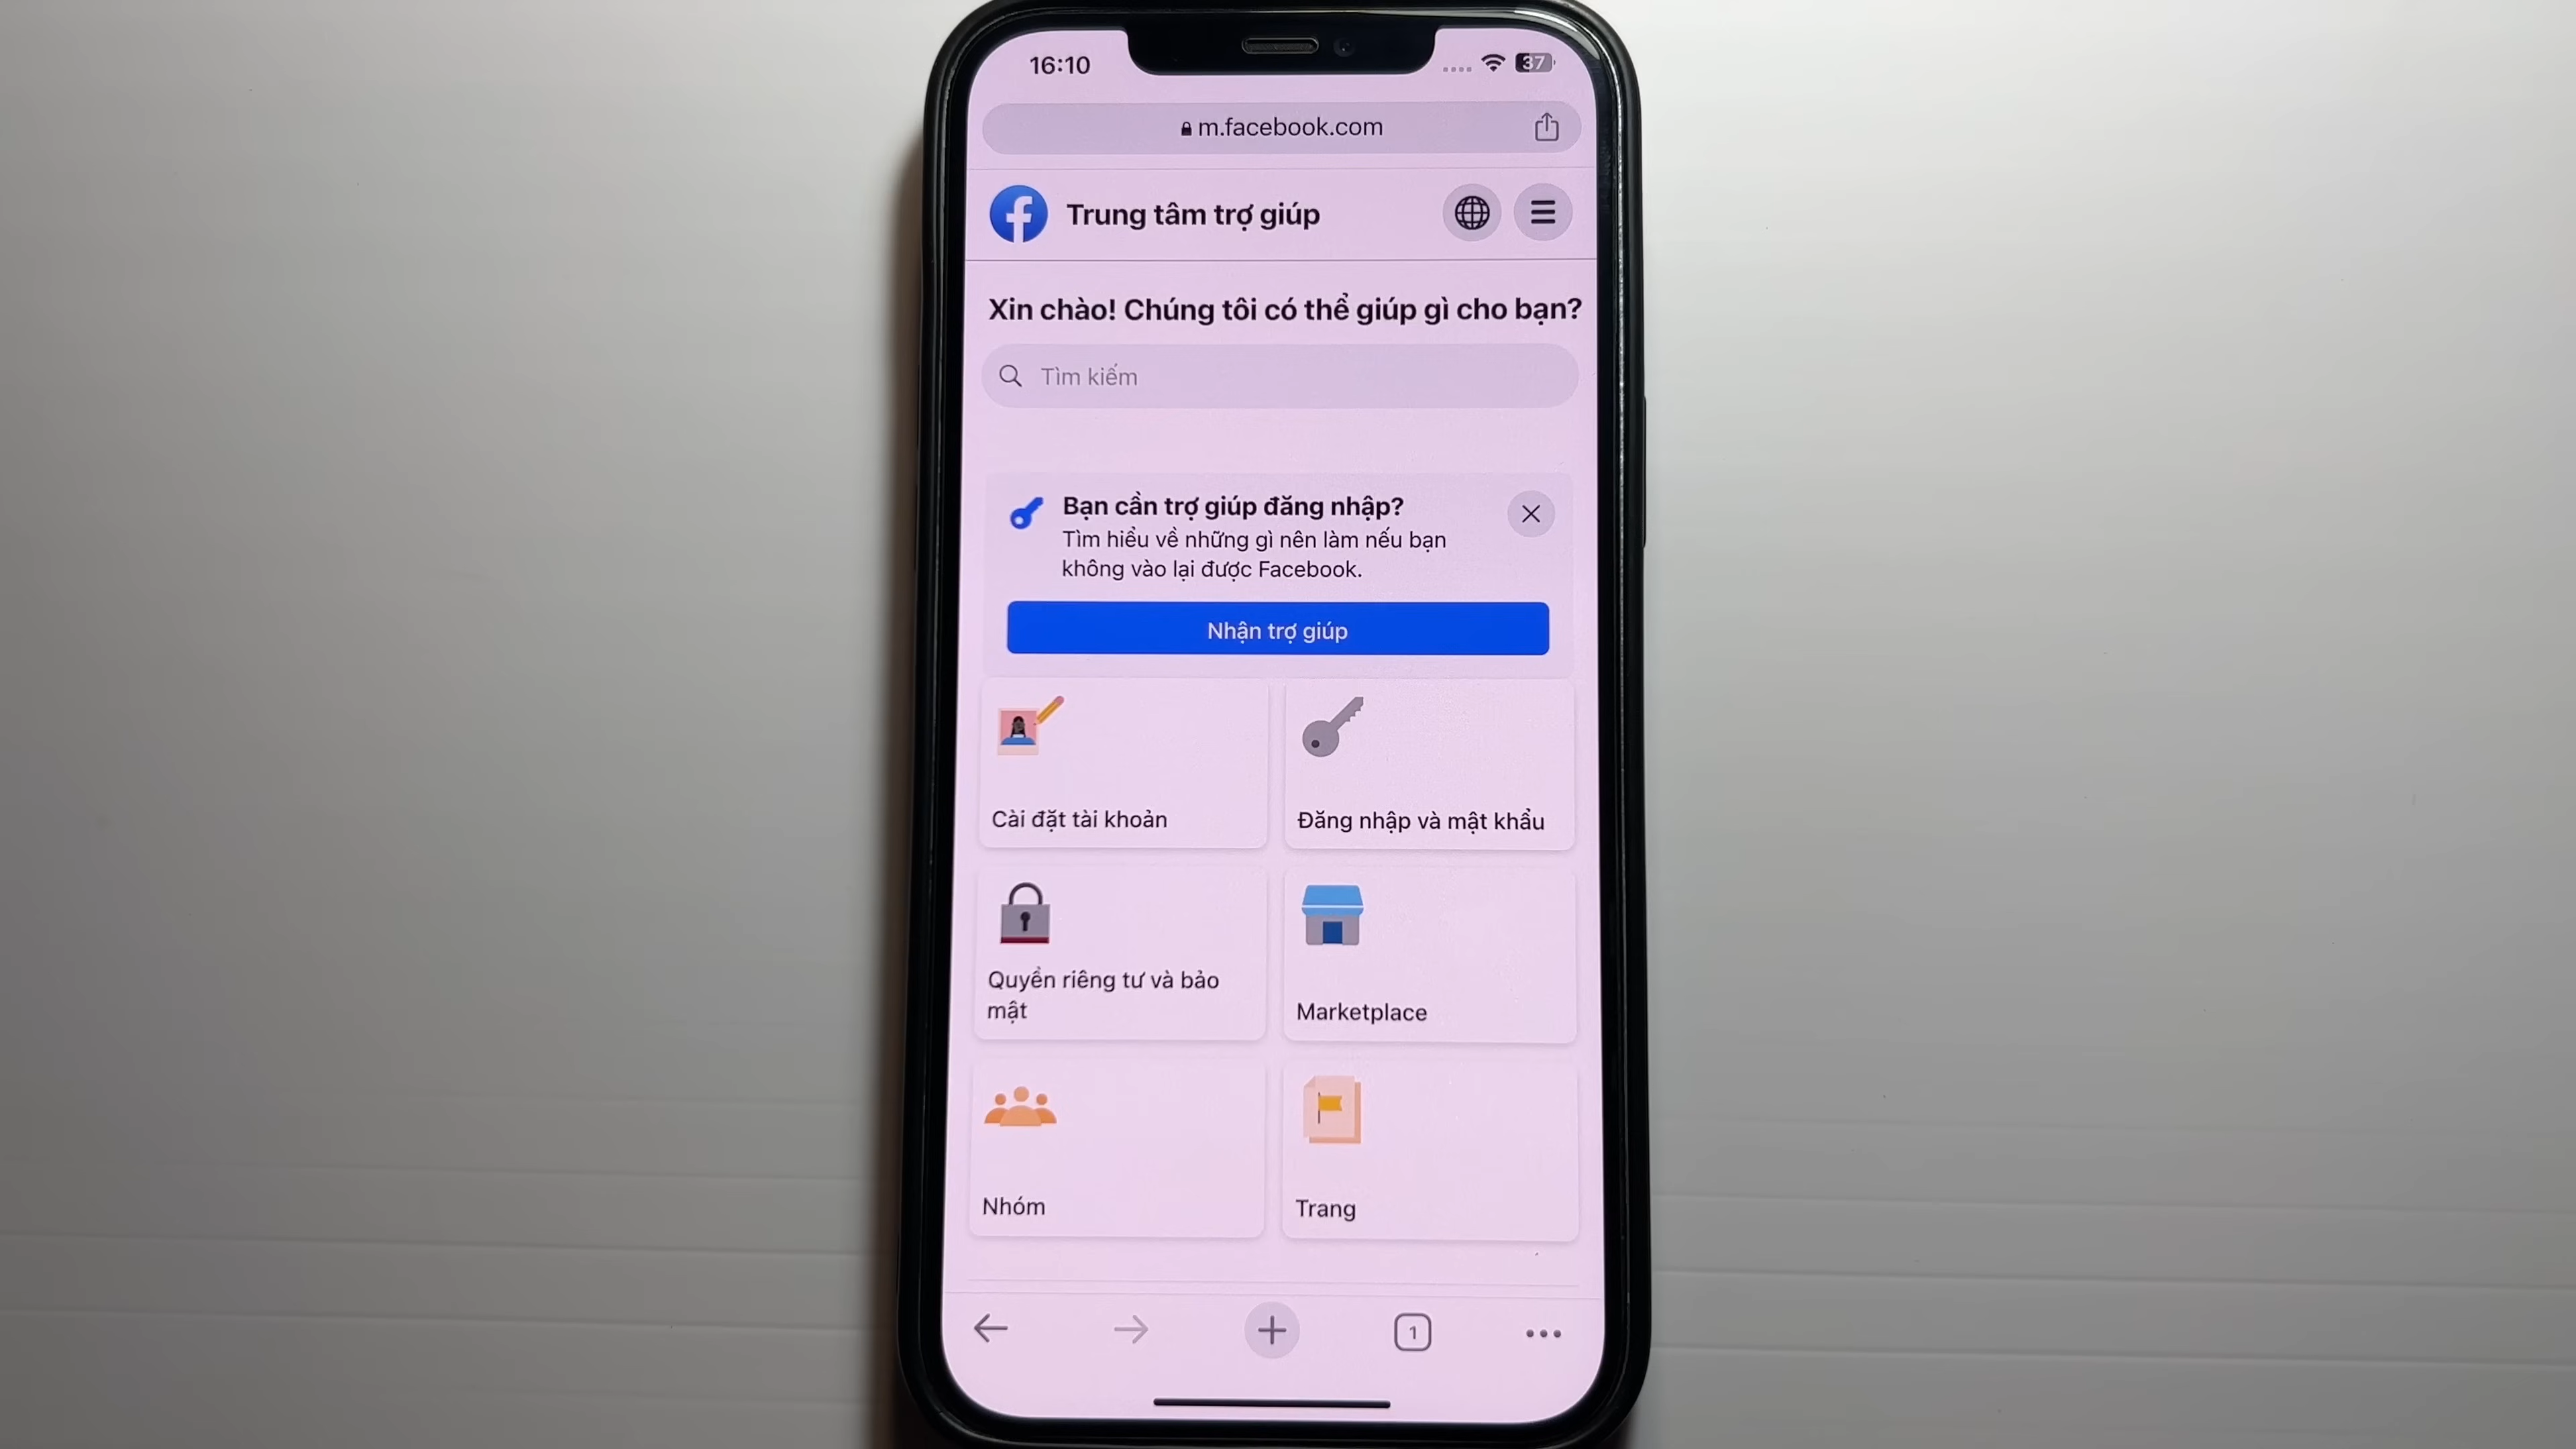 16:10
37
m.facebook.com
Trung tâm trợ giúp
Xin chào! Chúng tôi có thể giúp gì cho bạn?
Tìm kiếm
Bạn cần trợ giúp đăng nhập?
Tìm hiểu về những gì nên làm nếu bạn
không vào lại được Facebook.
Nhận trợ giúp
Cài đặt tài khoản
Đăng nhập và mật khẩu
Quyền riêng tư và bảo
mật
Marketplace
Nhóm
Trang
1